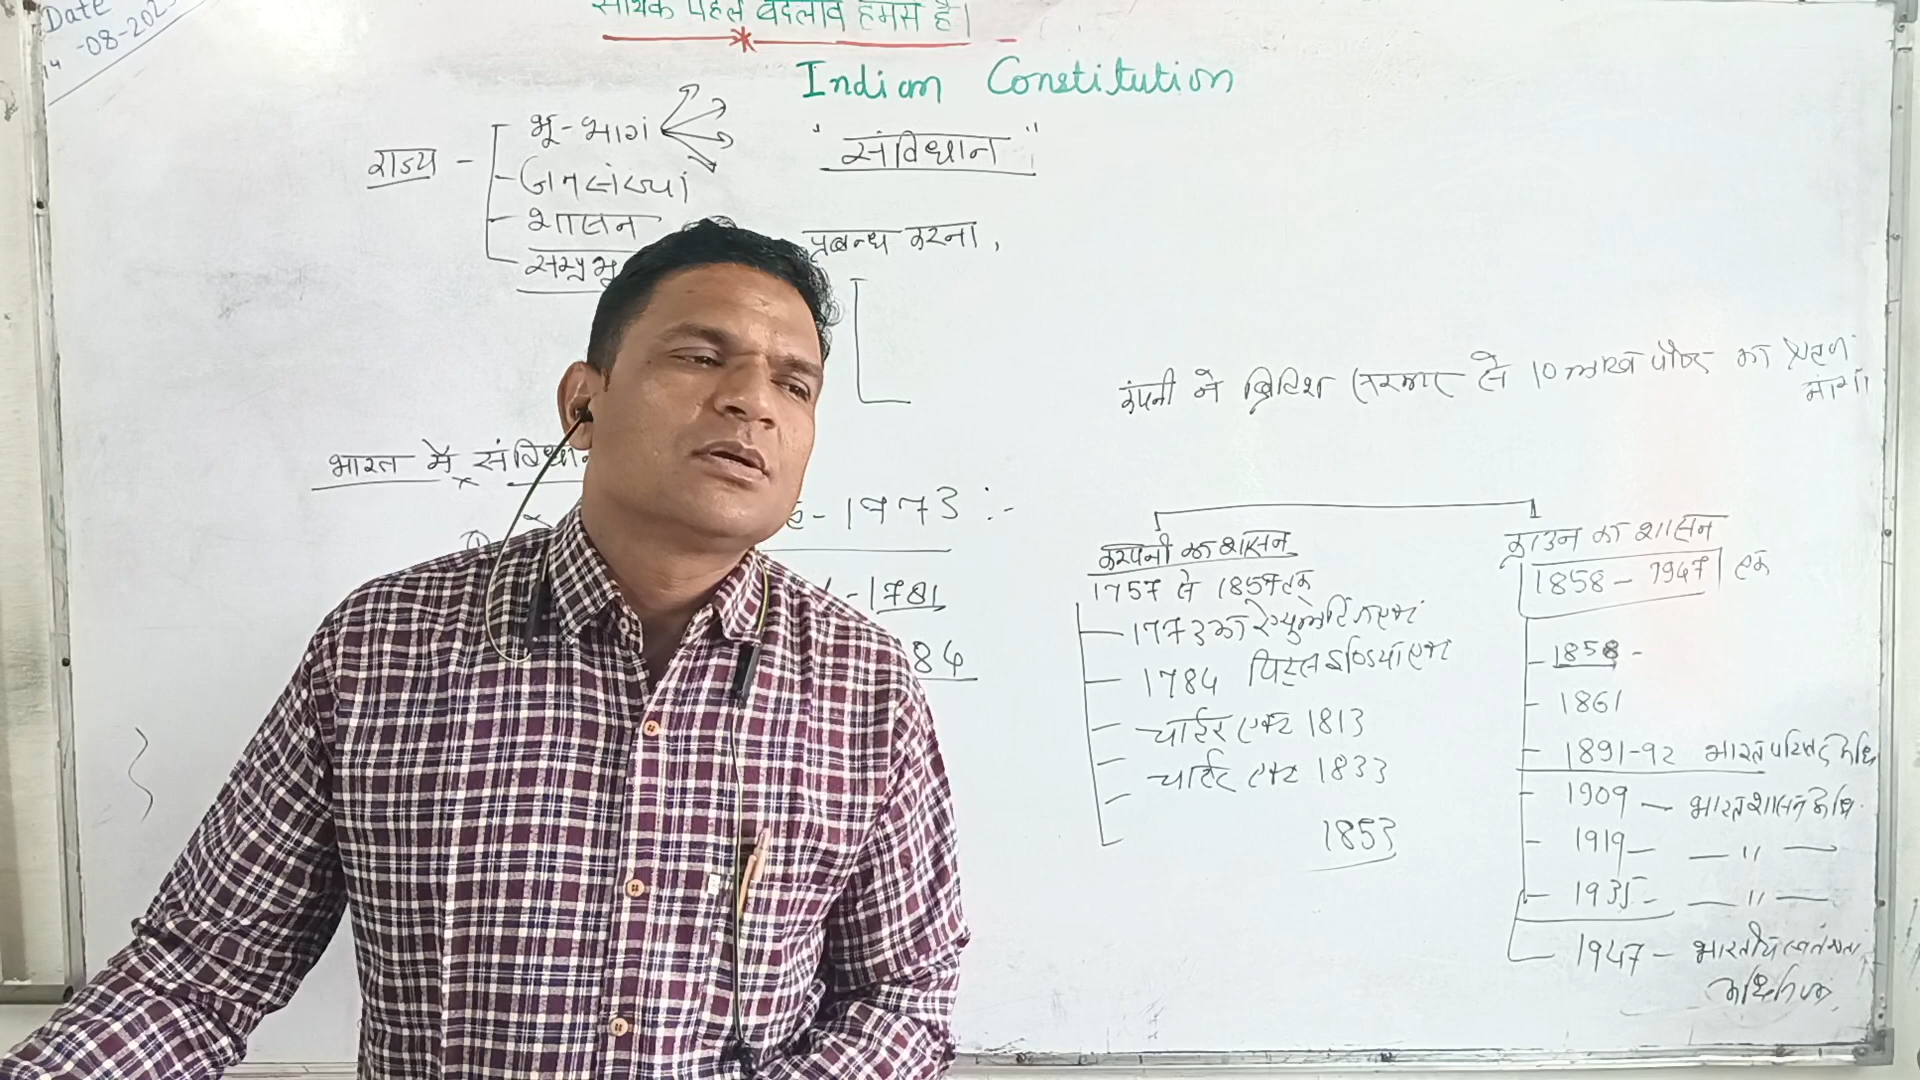 Date
14-08-202
सार्थक पहल बदलाव हमसे है।
Indian Constitution
राज्य - भू-भाग
जनसंख्या
शासन
सम्प्रभु
"संविधान"
प्रबन्ध करना,
कंपनी ने ब्रिटिश सरकार से 10 लाख पौण्ड का ऋण
मांगा
भारत में संविधान
1973 :-
-1781
84
कम्पनी का शासन
1757 से 1857 तक
1773 का रेग्युलेटिंग एक्ट
1784 पिट्स इण्डिया एक्ट
चार्टर एक्ट 1813
चार्टर एक्ट 1833
1853
क्राउन का शासन
1858 - 1947 तक
1858 -
1861
1891-92 भारत परिषद अधि
1909 - भारत शासन अधि.
1919 - — " —
1935 - — " —
1947 - भारतीय स्वतंत्रता
अधिनियम